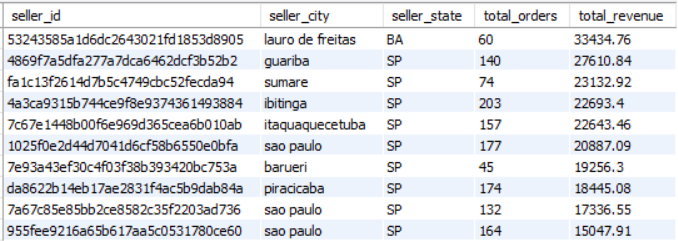 seller_id seller_city seller_state total_orders total_revenue
53243585a1d6dc2643021fd1853d8905 lauro de freitas BA 60 33434.76
4869f7a5dfa277a7dca6462dcf3b52b2 guariba SP 140 27610.84
fa1c13f2614d7b5c4749cbc52fecda94 sumare SP 74 23132.92
4a3ca9315b744ce9f8e9374361493884 ibitinga SP 203 22693.4
7c67e1448b00f6e969d365cea6b010ab itaquaquecetuba SP 157 22643.46
1025f0e2d44d7041d6cf58b6550e0bfa sao paulo SP 177 20887.09
7e93a43ef30c4f03f38b393420bc753a barueri SP 45 19256.3
da8622b14eb17ae2831f4ac5b9dab84a piracicaba SP 174 18445.08
7a67c85e85bb2ce8582c35f2203ad736 sao paulo SP 132 17336.55
955fee9216a65b617aa5c0531780ce60 sao paulo SP 164 15047.91